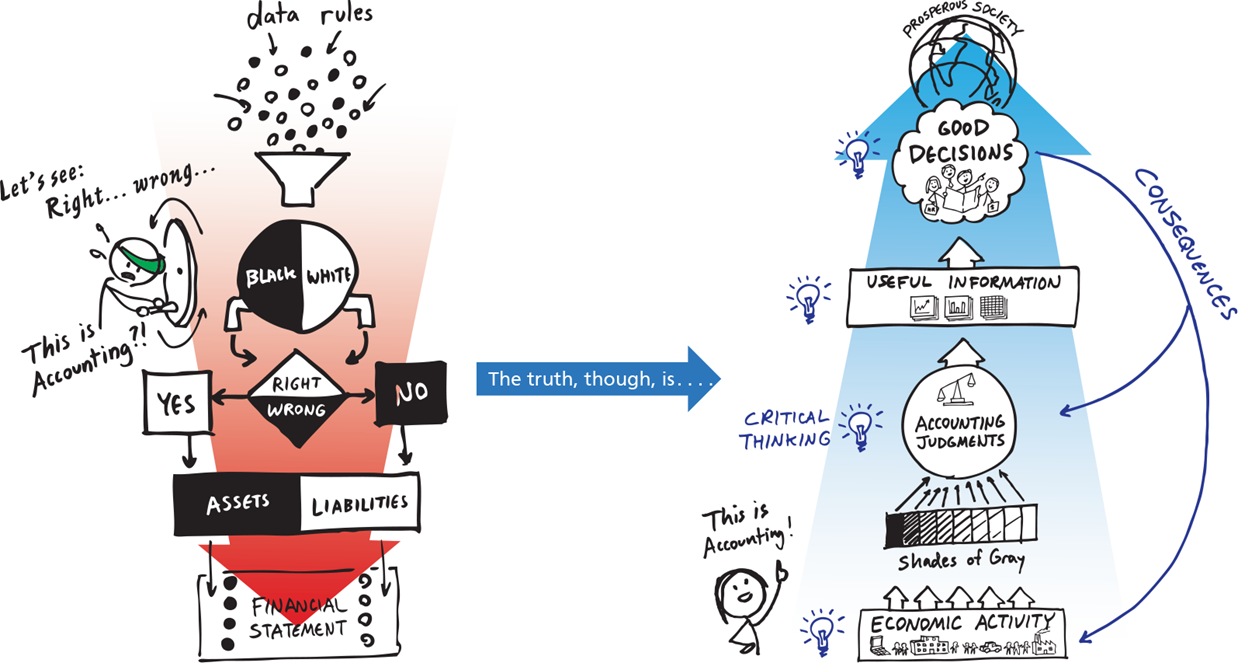 data rules
Let's see:
Right... wrong...
BLACK WHITE
This is
Accounting?!
RIGHT
WRONG
YES
NO
ASSETS
LIABILITIES
FINANCIAL
STATEMENT
The truth, though, is. . . .
PROSPEROUS SOCIETY
GOOD
DECISIONS
CONSEQUENCES
USEFUL INFORMATION
CRITICAL
THINKING
ACCOUNTING
JUDGMENTS
Shades of Gray
This is
Accounting!
ECONOMIC ACTIVITY